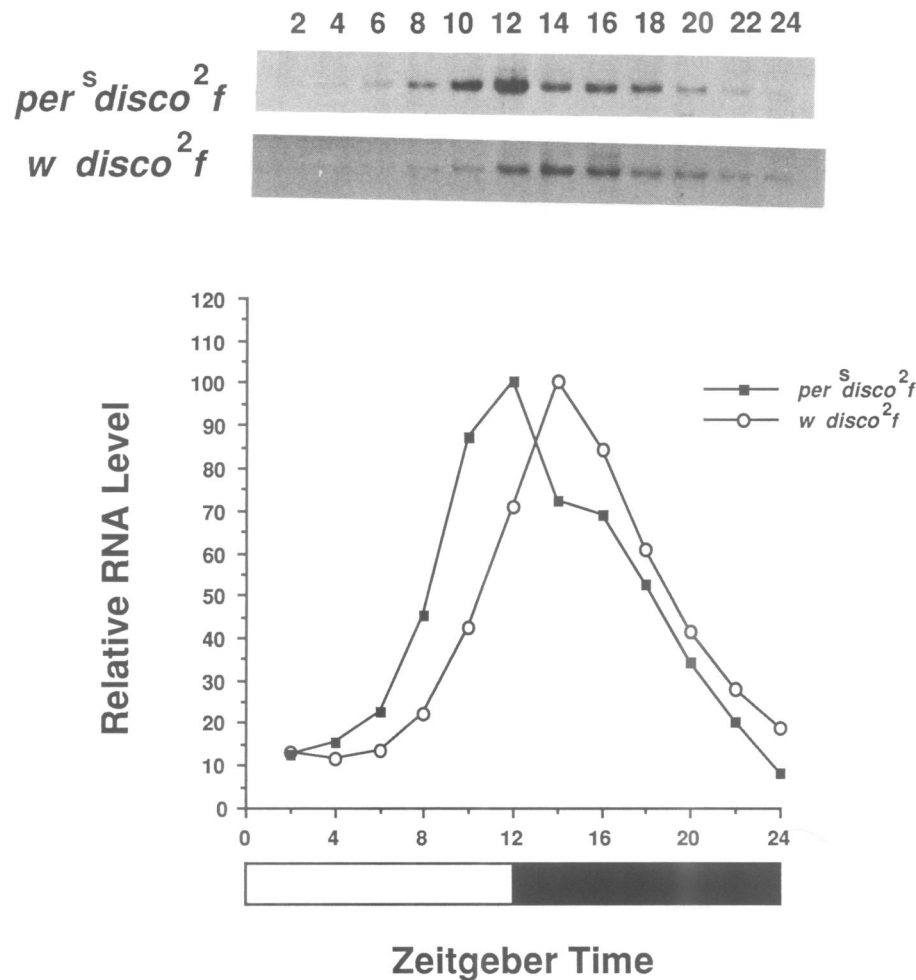 2 4 6 8 10 12 14 16 18 20 22 24
per s disco 2 f
w disco 2 f
120
110
100
90
80
70
60
50
40
30
20
10
0
Relative RNA Level
per s disco 2 f
w disco 2 f
0 4 8 12 16 20 24
Zeitgeber Time